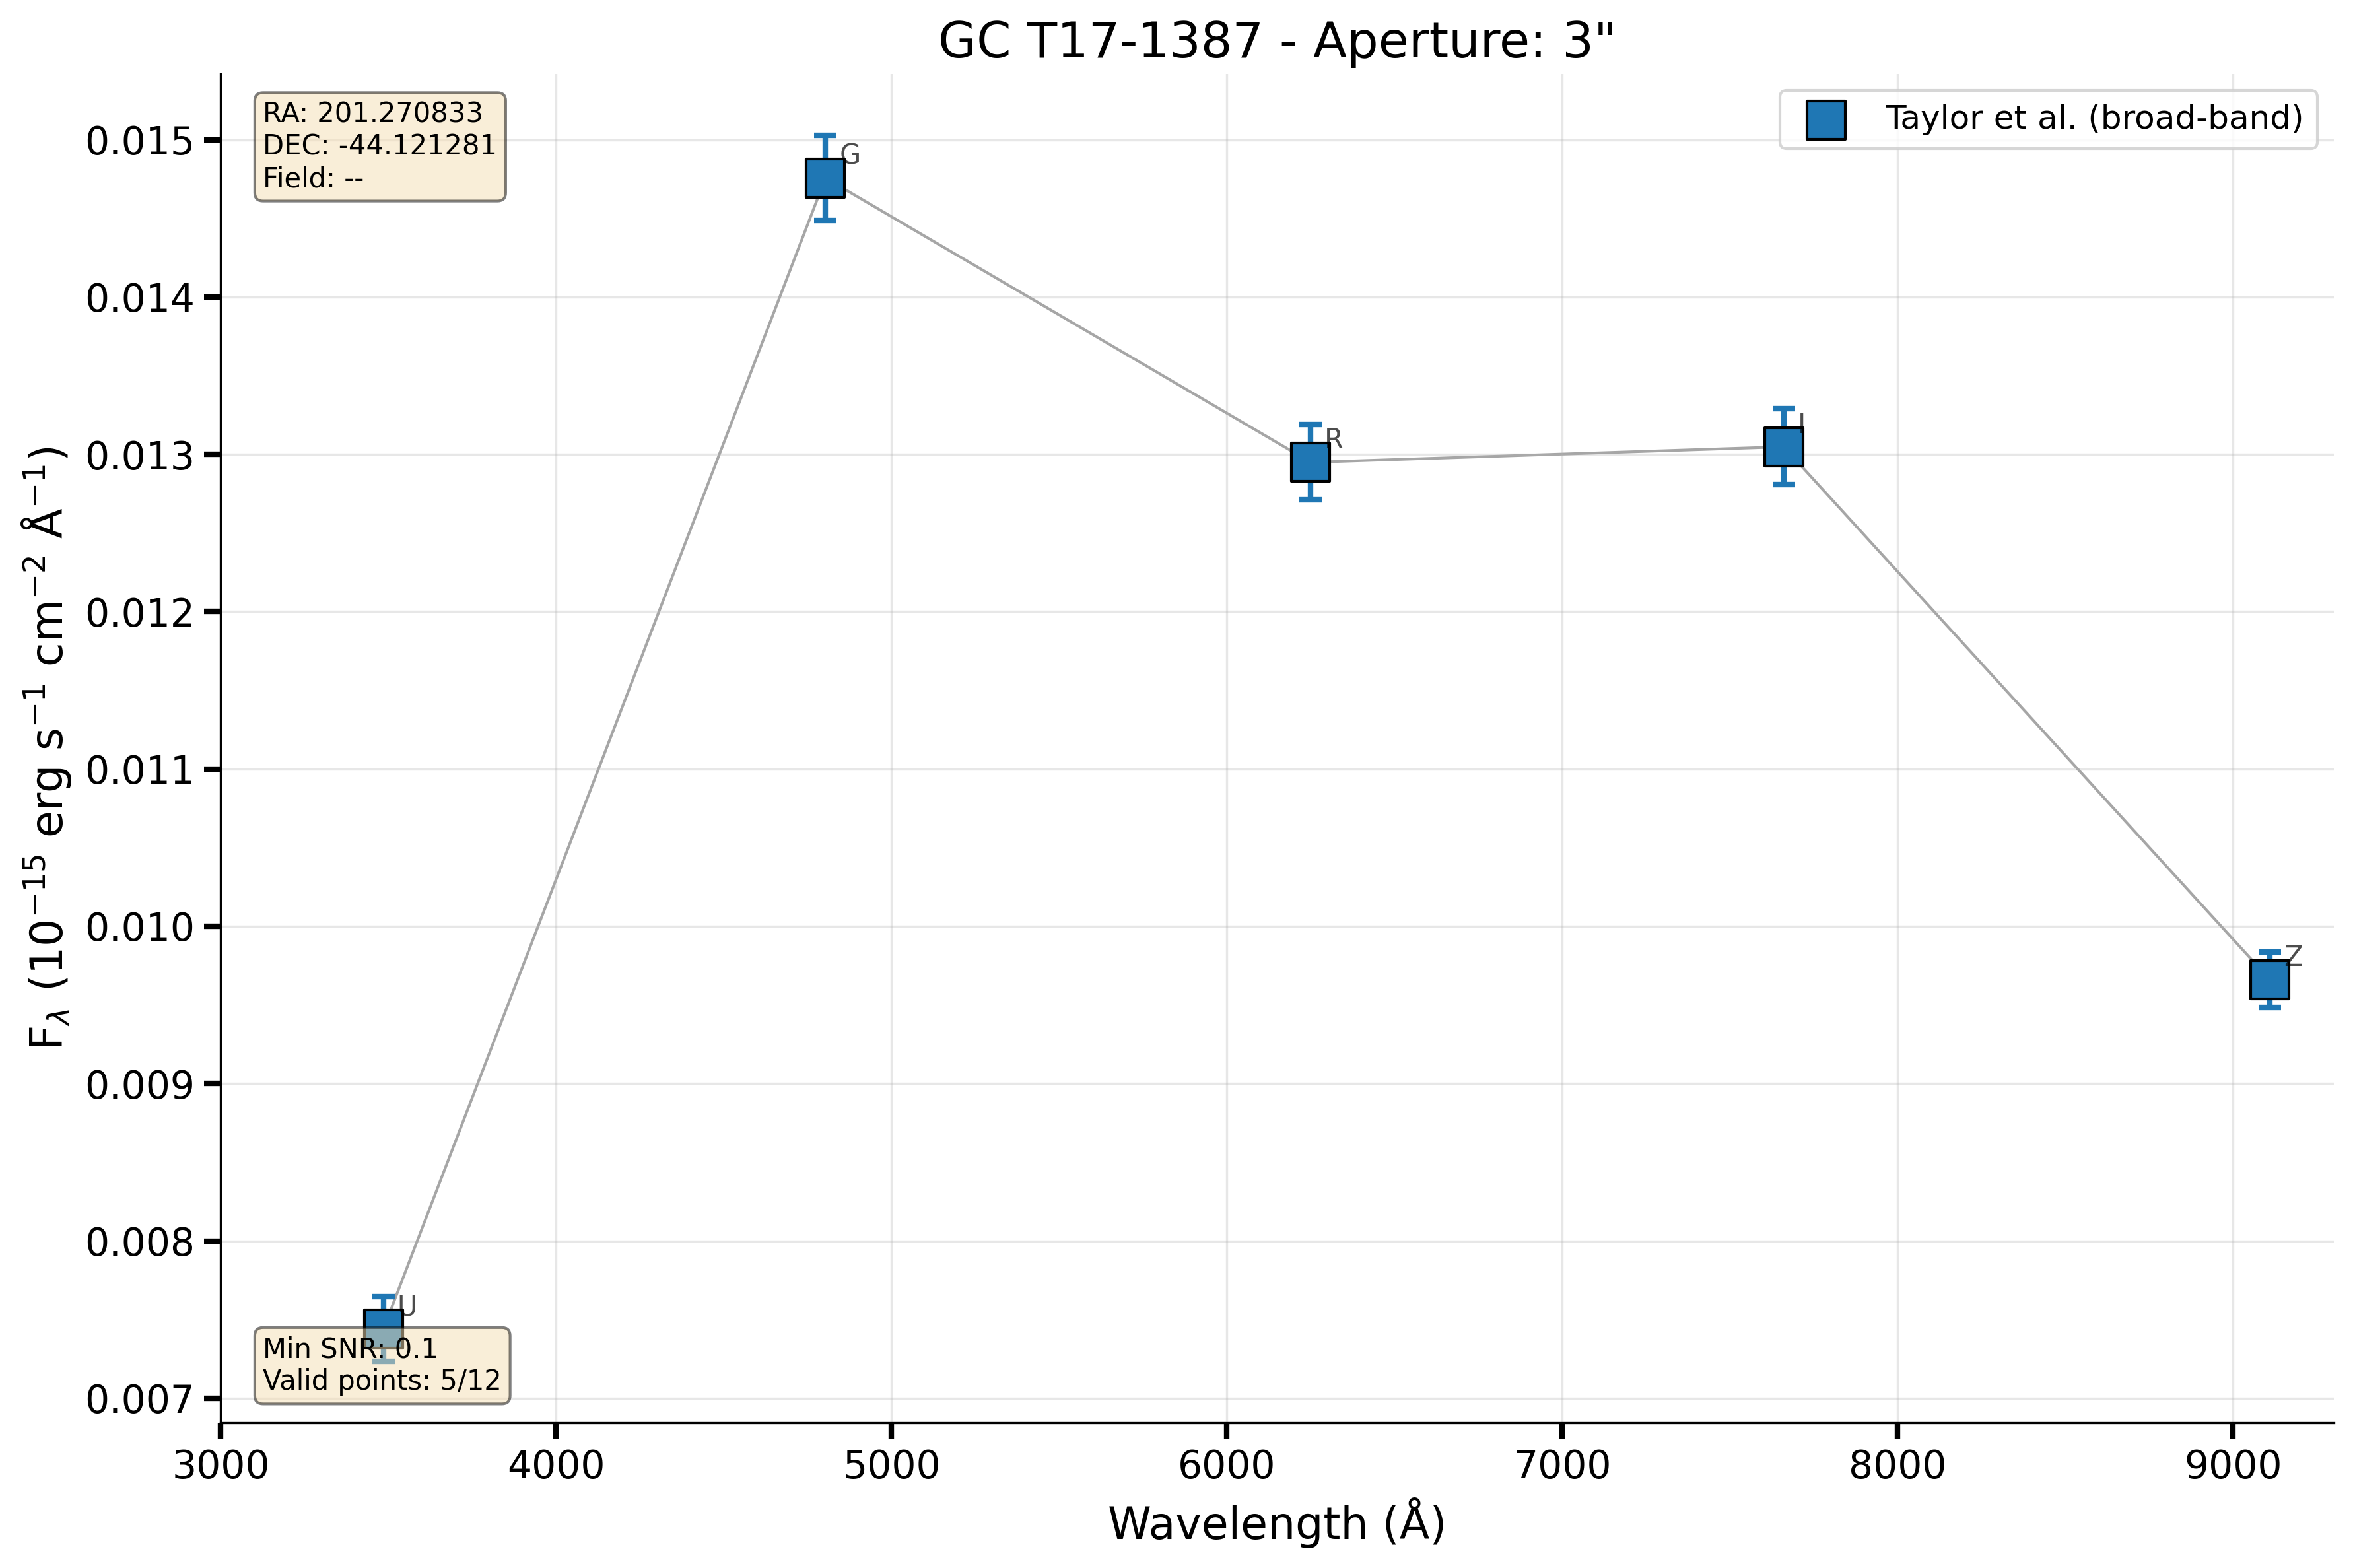 GC T17-1387 - Aperture: 3"
RA: 201.270833
DEC: -44.121281
Field: --
Taylor et al. (broad-band)
G
R
I
Z
U
Min SNR: 0.1
Valid points: 5/12
0.015
0.014
0.013
0.012
0.011
0.010
0.009
0.008
0.007
F_λ (10⁻¹⁵ erg s⁻¹ cm⁻² Å⁻¹)
3000 4000 5000 6000 7000 8000 9000
Wavelength (Å)